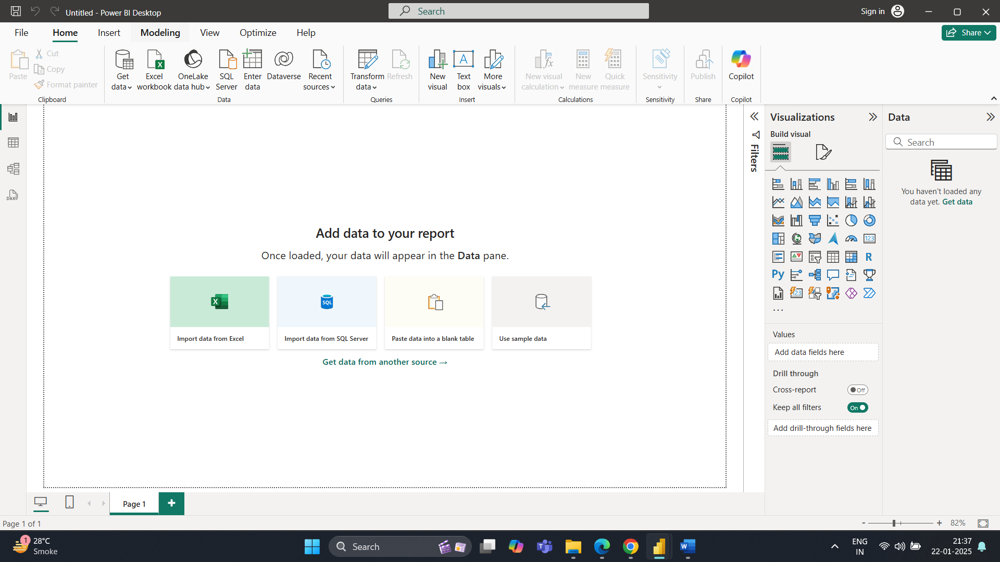 Untitled - Power BI Desktop
Search
Sign in
File
Home
Insert
Modeling
View
Optimize
Help
Share
Paste
Cut
Copy
Format painter
Clipboard
Get
data
Excel
workbook
OneLake
data hub
SQL
Server
Enter
data
Dataverse
Recent
sources
Data
Transform
data
Refresh
Queries
New
visual
A
Text
box
More
visuals
Insert
New visual
calculation
New
measure
Quick
measure
Calculations
Sensitivity
Sensitivity
Publish
Share
Copilot
Copilot
DAX
Add data to your report
Once loaded, your data will appear in the Data pane.
SQL
Import data from Excel
Import data from SQL Server
Paste data into a blank table
Use sample data
Get data from another source →
Filters
Visualizations
Build visual
123
R
Py
123
...
Values
Add data fields here
Drill through
Cross-report
Off
Keep all filters
On
Add drill-through fields here
Data
Search
You haven't loaded any
data yet. Get data
Page 1
+
Page 1 of 1
- + 82%
1
28°C
Smoke
Search
ENG
IN
21:37
22-01-2025